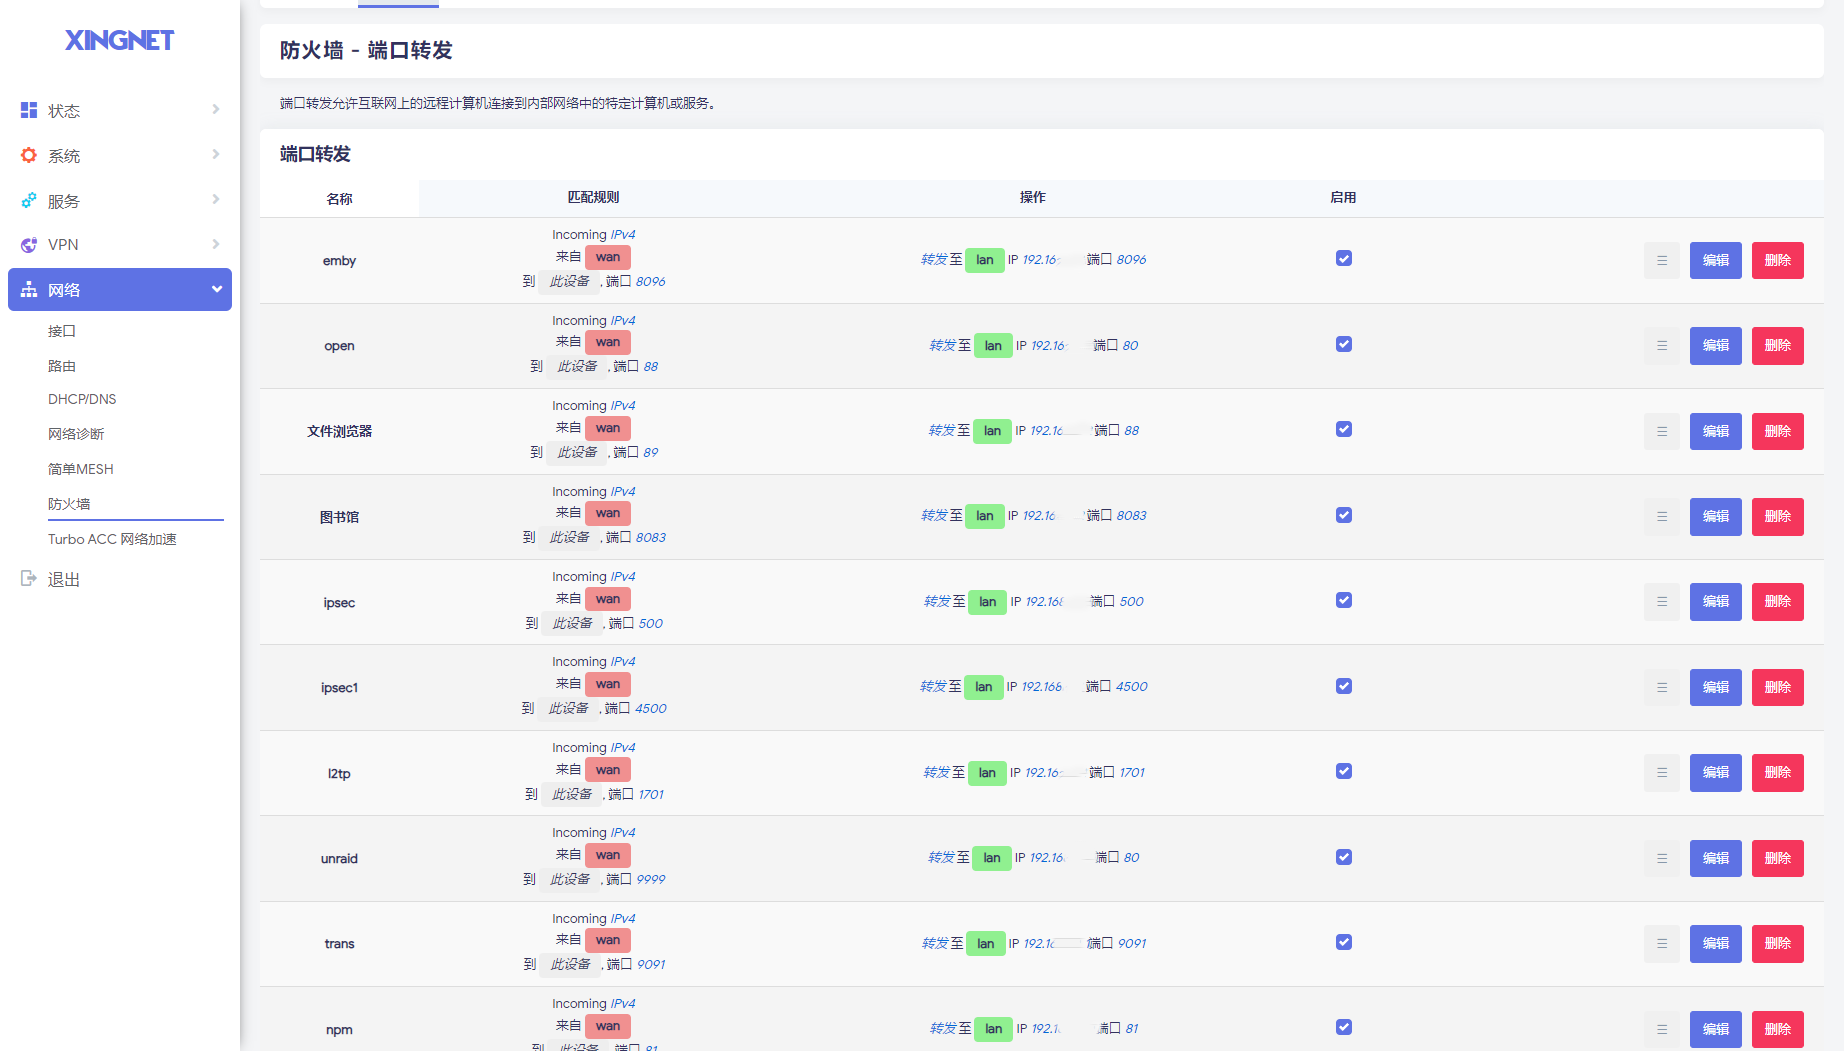 XINGNET
状态
系统
服务
VPN
网络
接口
路由
DHCP/DNS
网络诊断
简单MESH
防火墙
Turbo ACC 网络加速
退出
防火墙 - 端口转发
端口转发允许互联网上的远程计算机连接到内部网络中的特定计算机或服务。
端口转发
名称 匹配规则 操作 启用
emby
Incoming IPv4
来自 wan
到 此设备 , 端口 8096
转发至 lan IP 192.16 端口 8096
编辑 删除
open
Incoming IPv4
来自 wan
到 此设备 , 端口 88
转发至 lan IP 192.16 端口 80
编辑 删除
文件浏览器
Incoming IPv4
来自 wan
到 此设备 , 端口 89
转发至 lan IP 192.16 端口 88
编辑 删除
图书馆
Incoming IPv4
来自 wan
到 此设备 , 端口 8083
转发至 lan IP 192.16 端口 8083
编辑 删除
ipsec
Incoming IPv4
来自 wan
到 此设备 , 端口 500
转发至 lan IP 192.168 端口 500
编辑 删除
ipsec1
Incoming IPv4
来自 wan
到 此设备 , 端口 4500
转发至 lan IP 192.168 端口 4500
编辑 删除
l2tp
Incoming IPv4
来自 wan
到 此设备 , 端口 1701
转发至 lan IP 192.16 端口 1701
编辑 删除
unraid
Incoming IPv4
来自 wan
到 此设备 , 端口 9999
转发至 lan IP 192.16 端口 80
编辑 删除
trans
Incoming IPv4
来自 wan
到 此设备 , 端口 9091
转发至 lan IP 192.1 端口 9091
编辑 删除
npm
Incoming IPv4
来自 wan
到 此设备 , 端口 81
转发至 lan IP 192.1 端口 81
编辑 删除